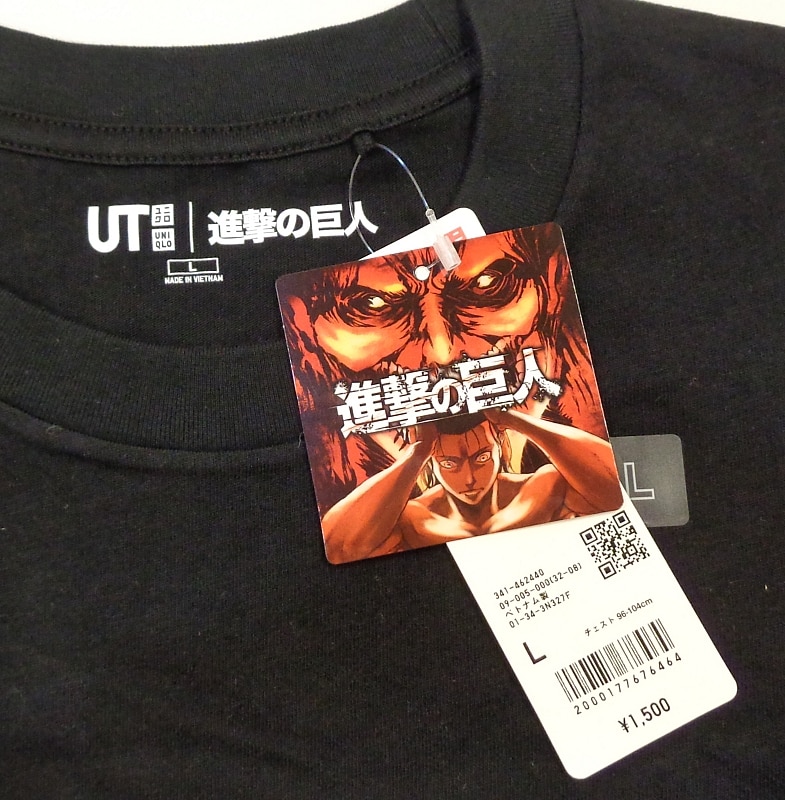 UT ユニクロ UNIQLO 進撃の巨人
L
MADE IN VIETNAM
進撃の巨人
L
341-462440
09-005-000(32-08)
ベトナム製
01-34-3N327F
L チェスト 96-104cm
2000177676464
¥1,500